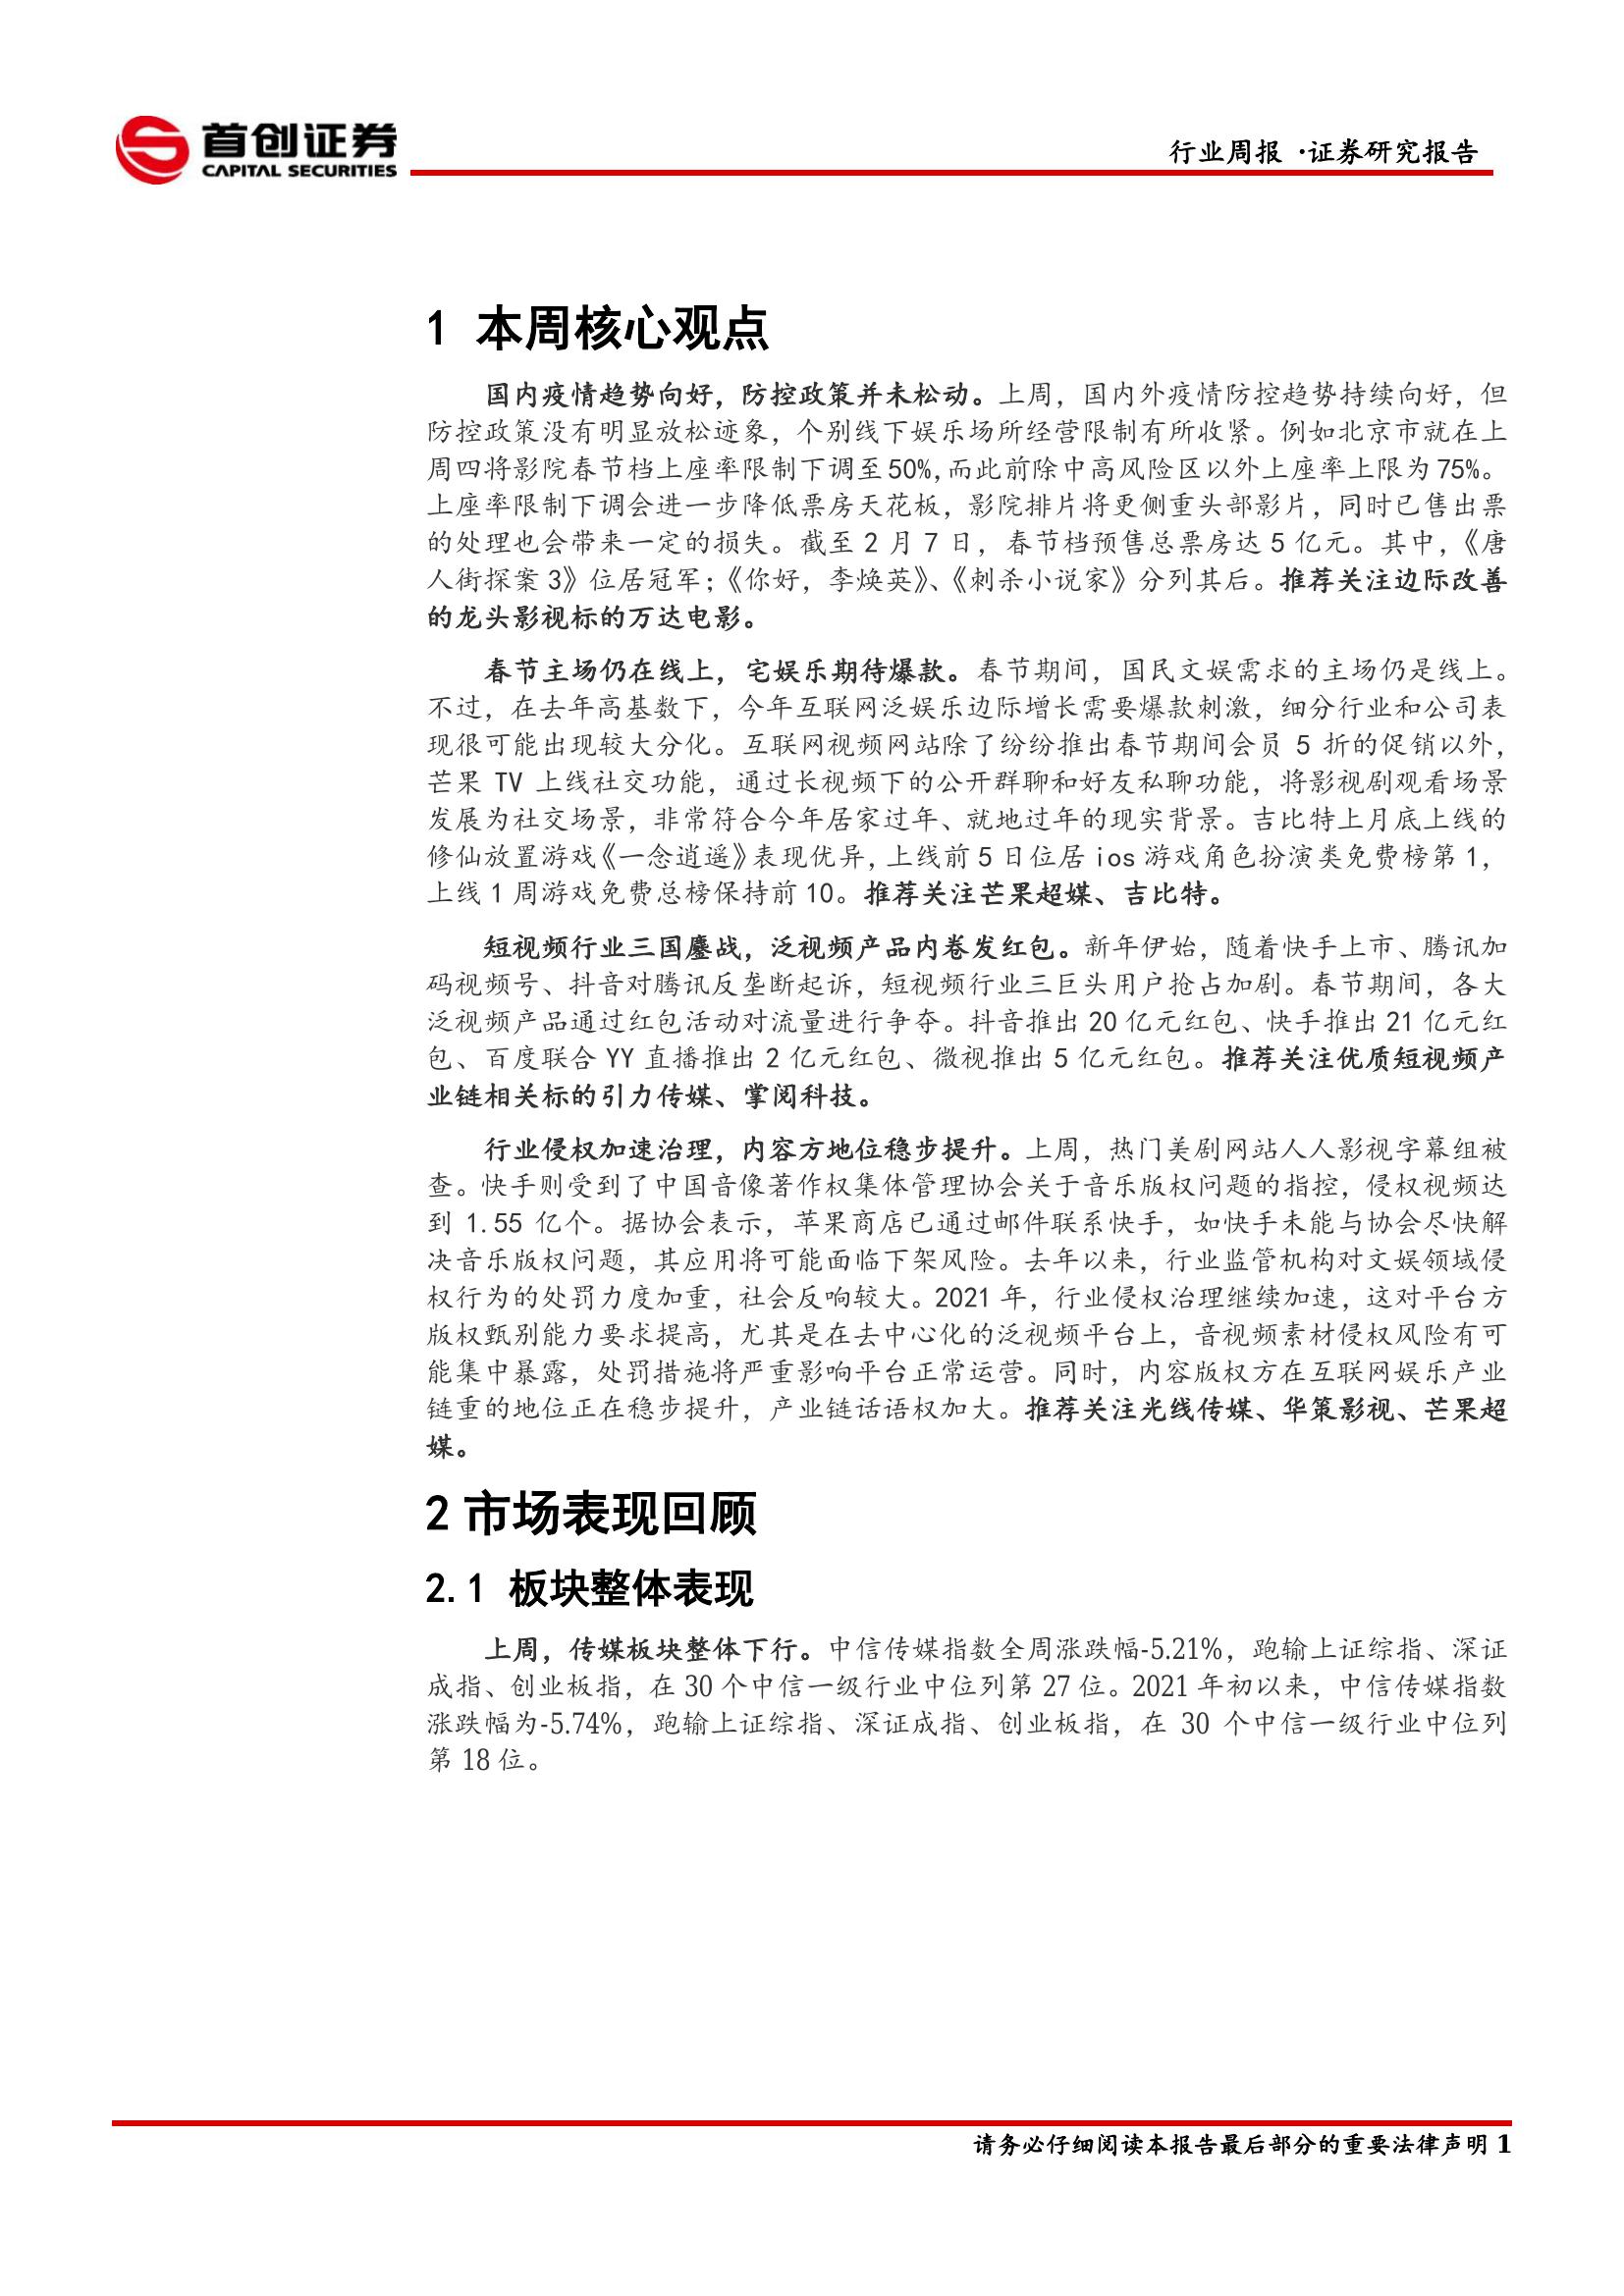 首创证券
CAPITAL SECURITIES
行业周报 ·证券研究报告
1 本周核心观点
国内疫情趋势向好，防控政策并未松动。上周，国内外疫情防控趋势持续向好，但
防控政策没有明显放松迹象，个别线下娱乐场所经营限制有所收紧。例如北京市就在上
周四将影院春节档上座率限制下调至50%,而此前除中高风险区以外上座率上限为75%。
上座率限制下调会进一步降低票房天花板，影院排片将更侧重头部影片，同时已售出票
的处理也会带来一定的损失。截至 2 月 7 日，春节档预售总票房达 5 亿元。其中，《唐
人街探案 3》位居冠军；《你好，李焕英》、《刺杀小说家》分列其后。推荐关注边际改善
的龙头影视标的万达电影。
春节主场仍在线上，宅娱乐期待爆款。春节期间，国民文娱需求的主场仍是线上。
不过，在去年高基数下，今年互联网泛娱乐边际增长需要爆款刺激，细分行业和公司表
现很可能出现较大分化。互联网视频网站除了纷纷推出春节期间会员 5 折的促销以外，
芒果 TV 上线社交功能，通过长视频下的公开群聊和好友私聊功能，将影视剧观看场景
发展为社交场景，非常符合今年居家过年、就地过年的现实背景。吉比特上月底上线的
修仙放置游戏《一念逍遥》表现优异，上线前 5 日位居 ios 游戏角色扮演类免费榜第 1，
上线 1 周游戏免费总榜保持前 10。推荐关注芒果超媒、吉比特。
短视频行业三国鏖战，泛视频产品内卷发红包。新年伊始，随着快手上市、腾讯加
码视频号、抖音对腾讯反垄断起诉，短视频行业三巨头用户抢占加剧。春节期间，各大
泛视频产品通过红包活动对流量进行争夺。抖音推出 20 亿元红包、快手推出 21 亿元红
包、百度联合 YY 直播推出 2 亿元红包、微视推出 5 亿元红包。推荐关注优质短视频产
业链相关标的引力传媒、掌阅科技。
行业侵权加速治理，内容方地位稳步提升。上周，热门美剧网站人人影视字幕组被
查。快手则受到了中国音像著作权集体管理协会关于音乐版权问题的指控，侵权视频达
到 1.55 亿个。据协会表示，苹果商店已通过邮件联系快手，如快手未能与协会尽快解
决音乐版权问题，其应用将可能面临下架风险。去年以来，行业监管机构对文娱领域侵
权行为的处罚力度加重，社会反响较大。2021 年，行业侵权治理继续加速，这对平台方
版权甄别能力要求提高，尤其是在去中心化的泛视频平台上，音视频素材侵权风险有可
能集中暴露，处罚措施将严重影响平台正常运营。同时，内容版权方在互联网娱乐产业
链重的地位正在稳步提升，产业链话语权加大。推荐关注光线传媒、华策影视、芒果超
媒。
2 市场表现回顾
2.1 板块整体表现
上周，传媒板块整体下行。中信传媒指数全周涨跌幅-5.21%，跑输上证综指、深证
成指、创业板指，在 30 个中信一级行业中位列第 27 位。2021 年初以来，中信传媒指数
涨跌幅为-5.74%，跑输上证综指、深证成指、创业板指，在 30 个中信一级行业中位列
第 18 位。
请务必仔细阅读本报告最后部分的重要法律声明 1